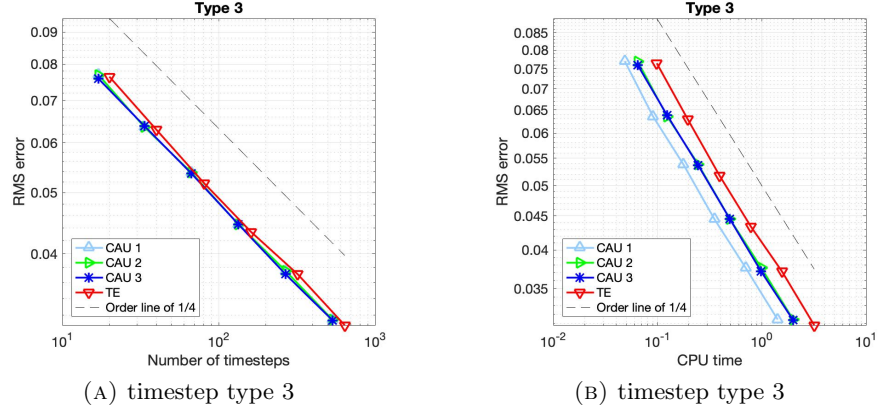 Type 3
0.09
0.08
0.07
0.06
0.05
0.04
RMS error
CAU 1
CAU 2
CAU 3
TE
Order line of 1/4
10^1
10^2
10^3
Number of timesteps
(A) timestep type 3
Type 3
0.085
0.08
0.075
0.07
0.065
0.06
0.055
0.05
0.045
0.04
0.035
RMS error
CAU 1
CAU 2
CAU 3
TE
Order line of 1/4
10^-2
10^-1
10^0
10^1
CPU time
(B) timestep type 3